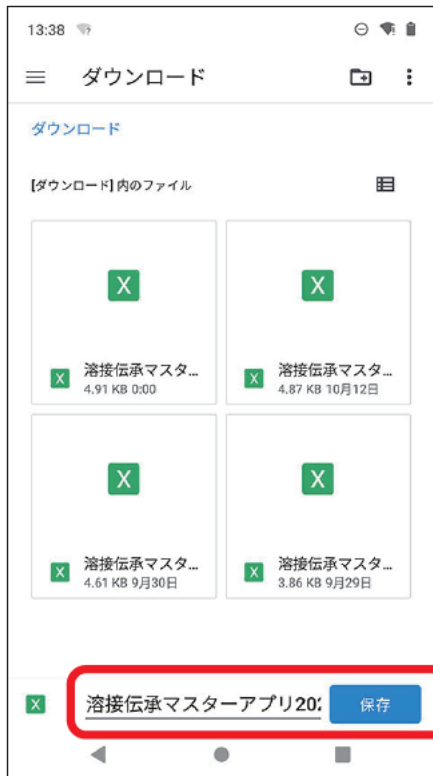 13:38
ダウンロード
ダウンロード
[ダウンロード] 内のファイル
X
X
X 溶接伝承マスタ...
4.91 KB 0:00
X 溶接伝承マスタ...
4.87 KB 10月12日
X
X
X 溶接伝承マスタ...
4.61 KB 9月30日
X 溶接伝承マスタ...
3.86 KB 9月29日
X 溶接伝承マスターアプリ202 保存